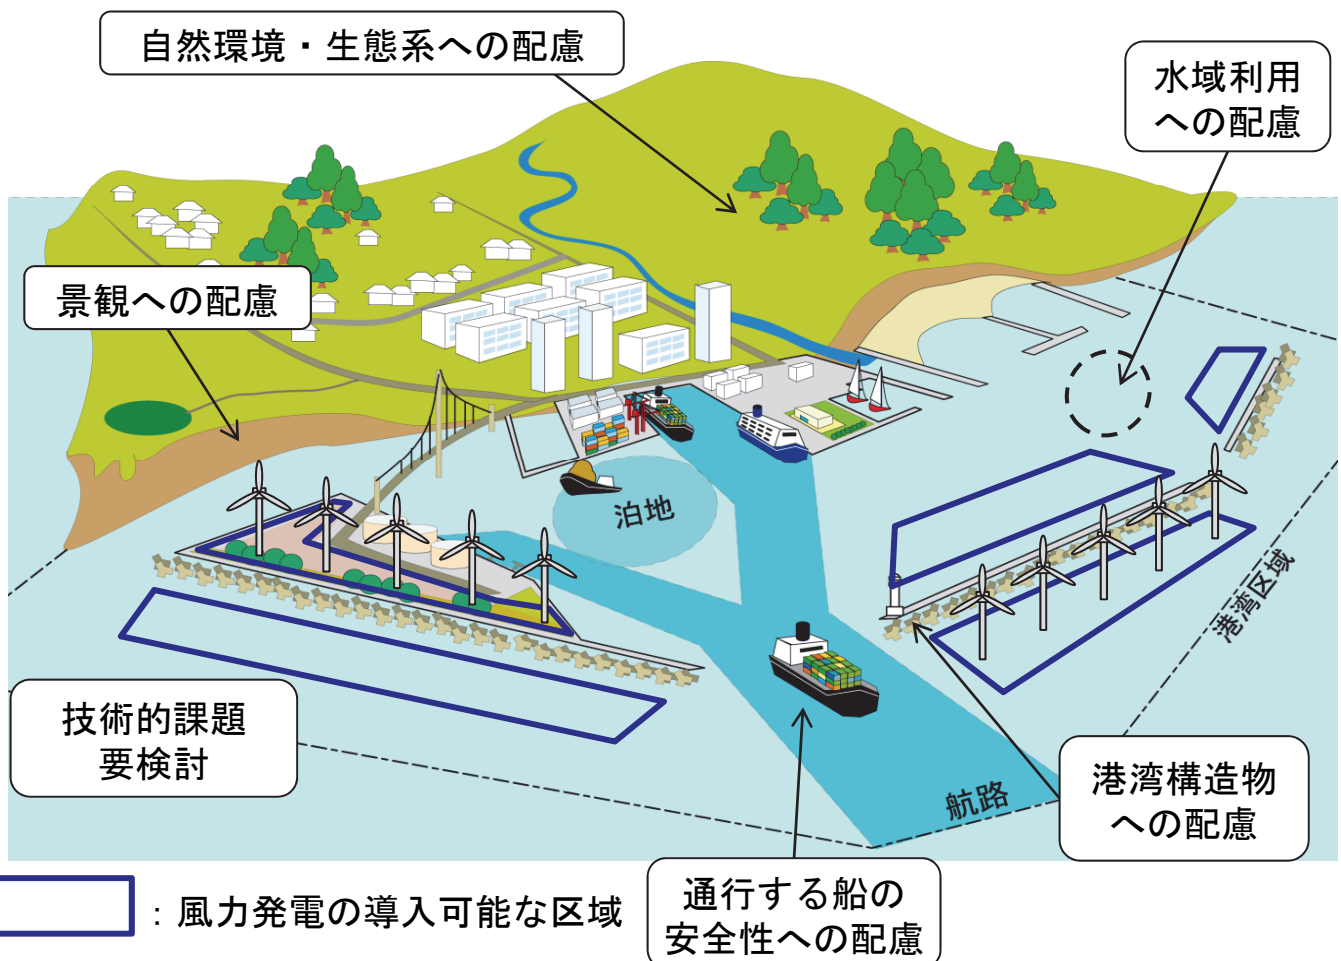 自然環境・生態系への配慮
水域利用
への配慮
景観への配慮
泊地
港湾区域
技術的課題
要検討
航路
港湾構造物
への配慮
通行する船の
安全性への配慮
：風力発電の導入可能な区域